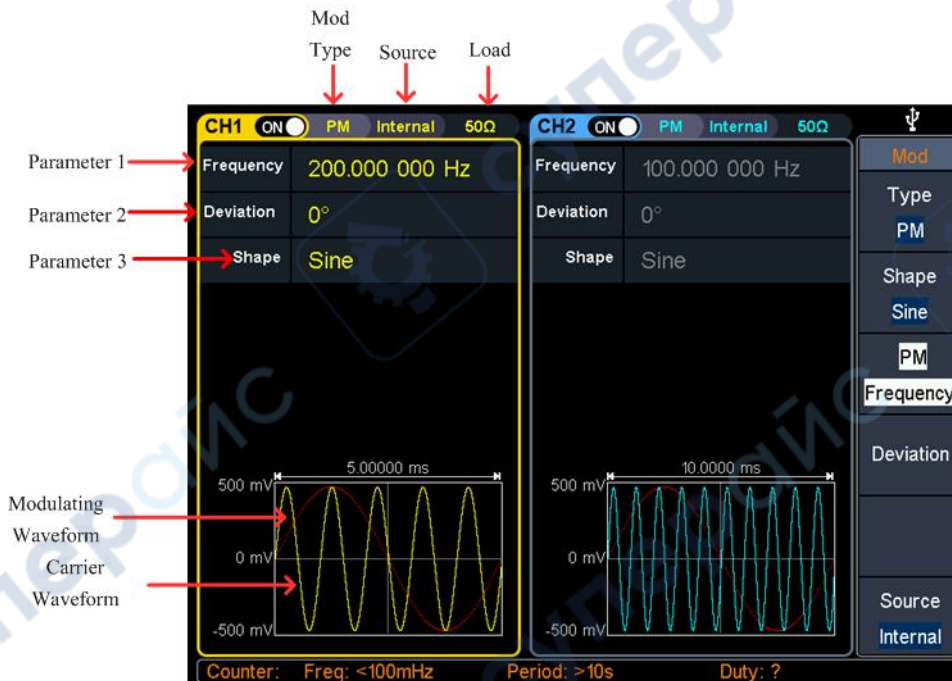 Mod
Type
Source
Load
CH1 ON PM Internal 50Ω
CH2 ON PM Internal 50Ω
Parameter 1
Frequency 200.000 000 Hz
Frequency 100.000 000 Hz
Parameter 2
Deviation 0°
Deviation 0°
Parameter 3
Shape Sine
Shape Sine
Mod
Type
PM
Shape
Sine
PM
Frequency
Deviation
Source
Internal
5.00000 ms
500 mV
0 mV
-500 mV
10.0000 ms
500 mV
0 mV
-500 mV
Modulating
Waveform
Carrier
Waveform
Counter: Freq: <100mHz Period: >10s Duty: ?
супер
суперайс
перайс